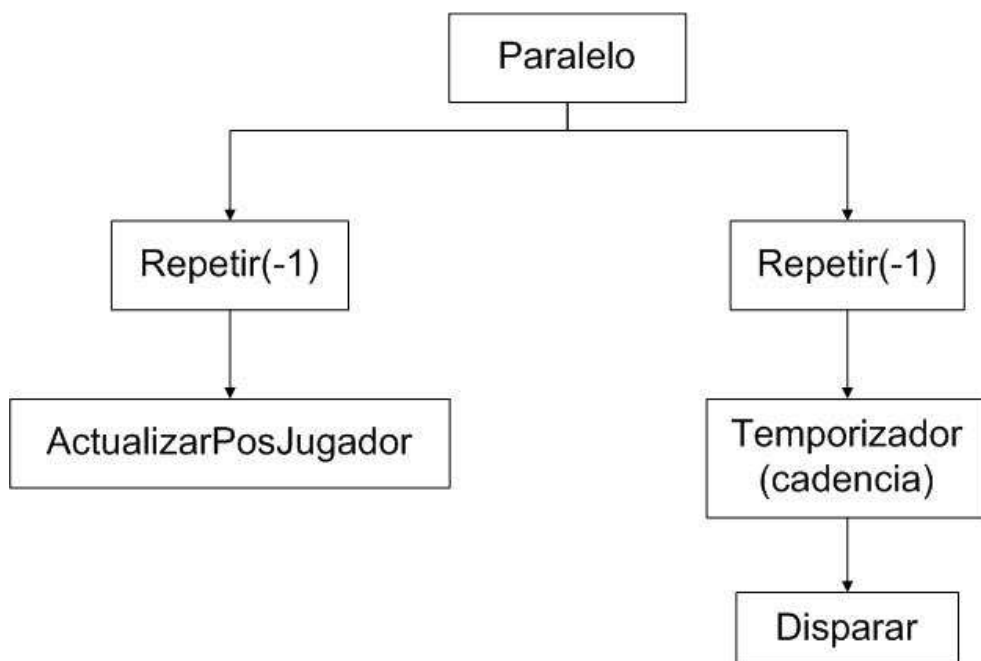 Paralelo
Repetir(-1)
Repetir(-1)
ActualizarPosJugador
Temporizador
(cadencia)
Disparar